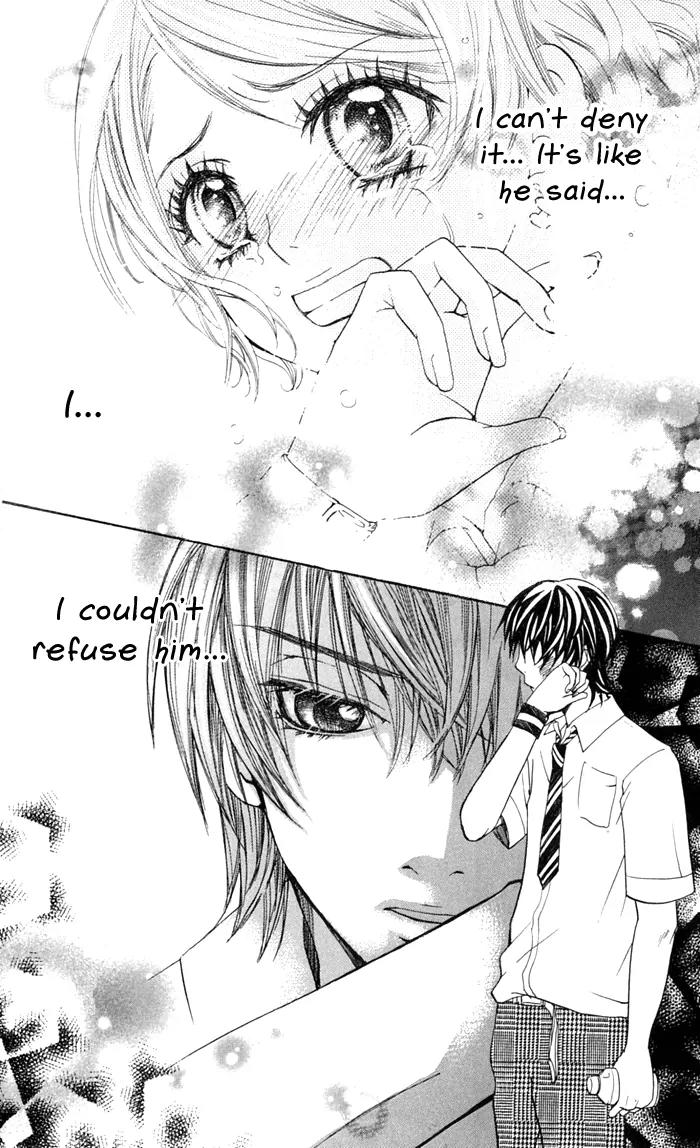 I can't deny
it... It's like
he said...
I...
I couldn't
refuse him...